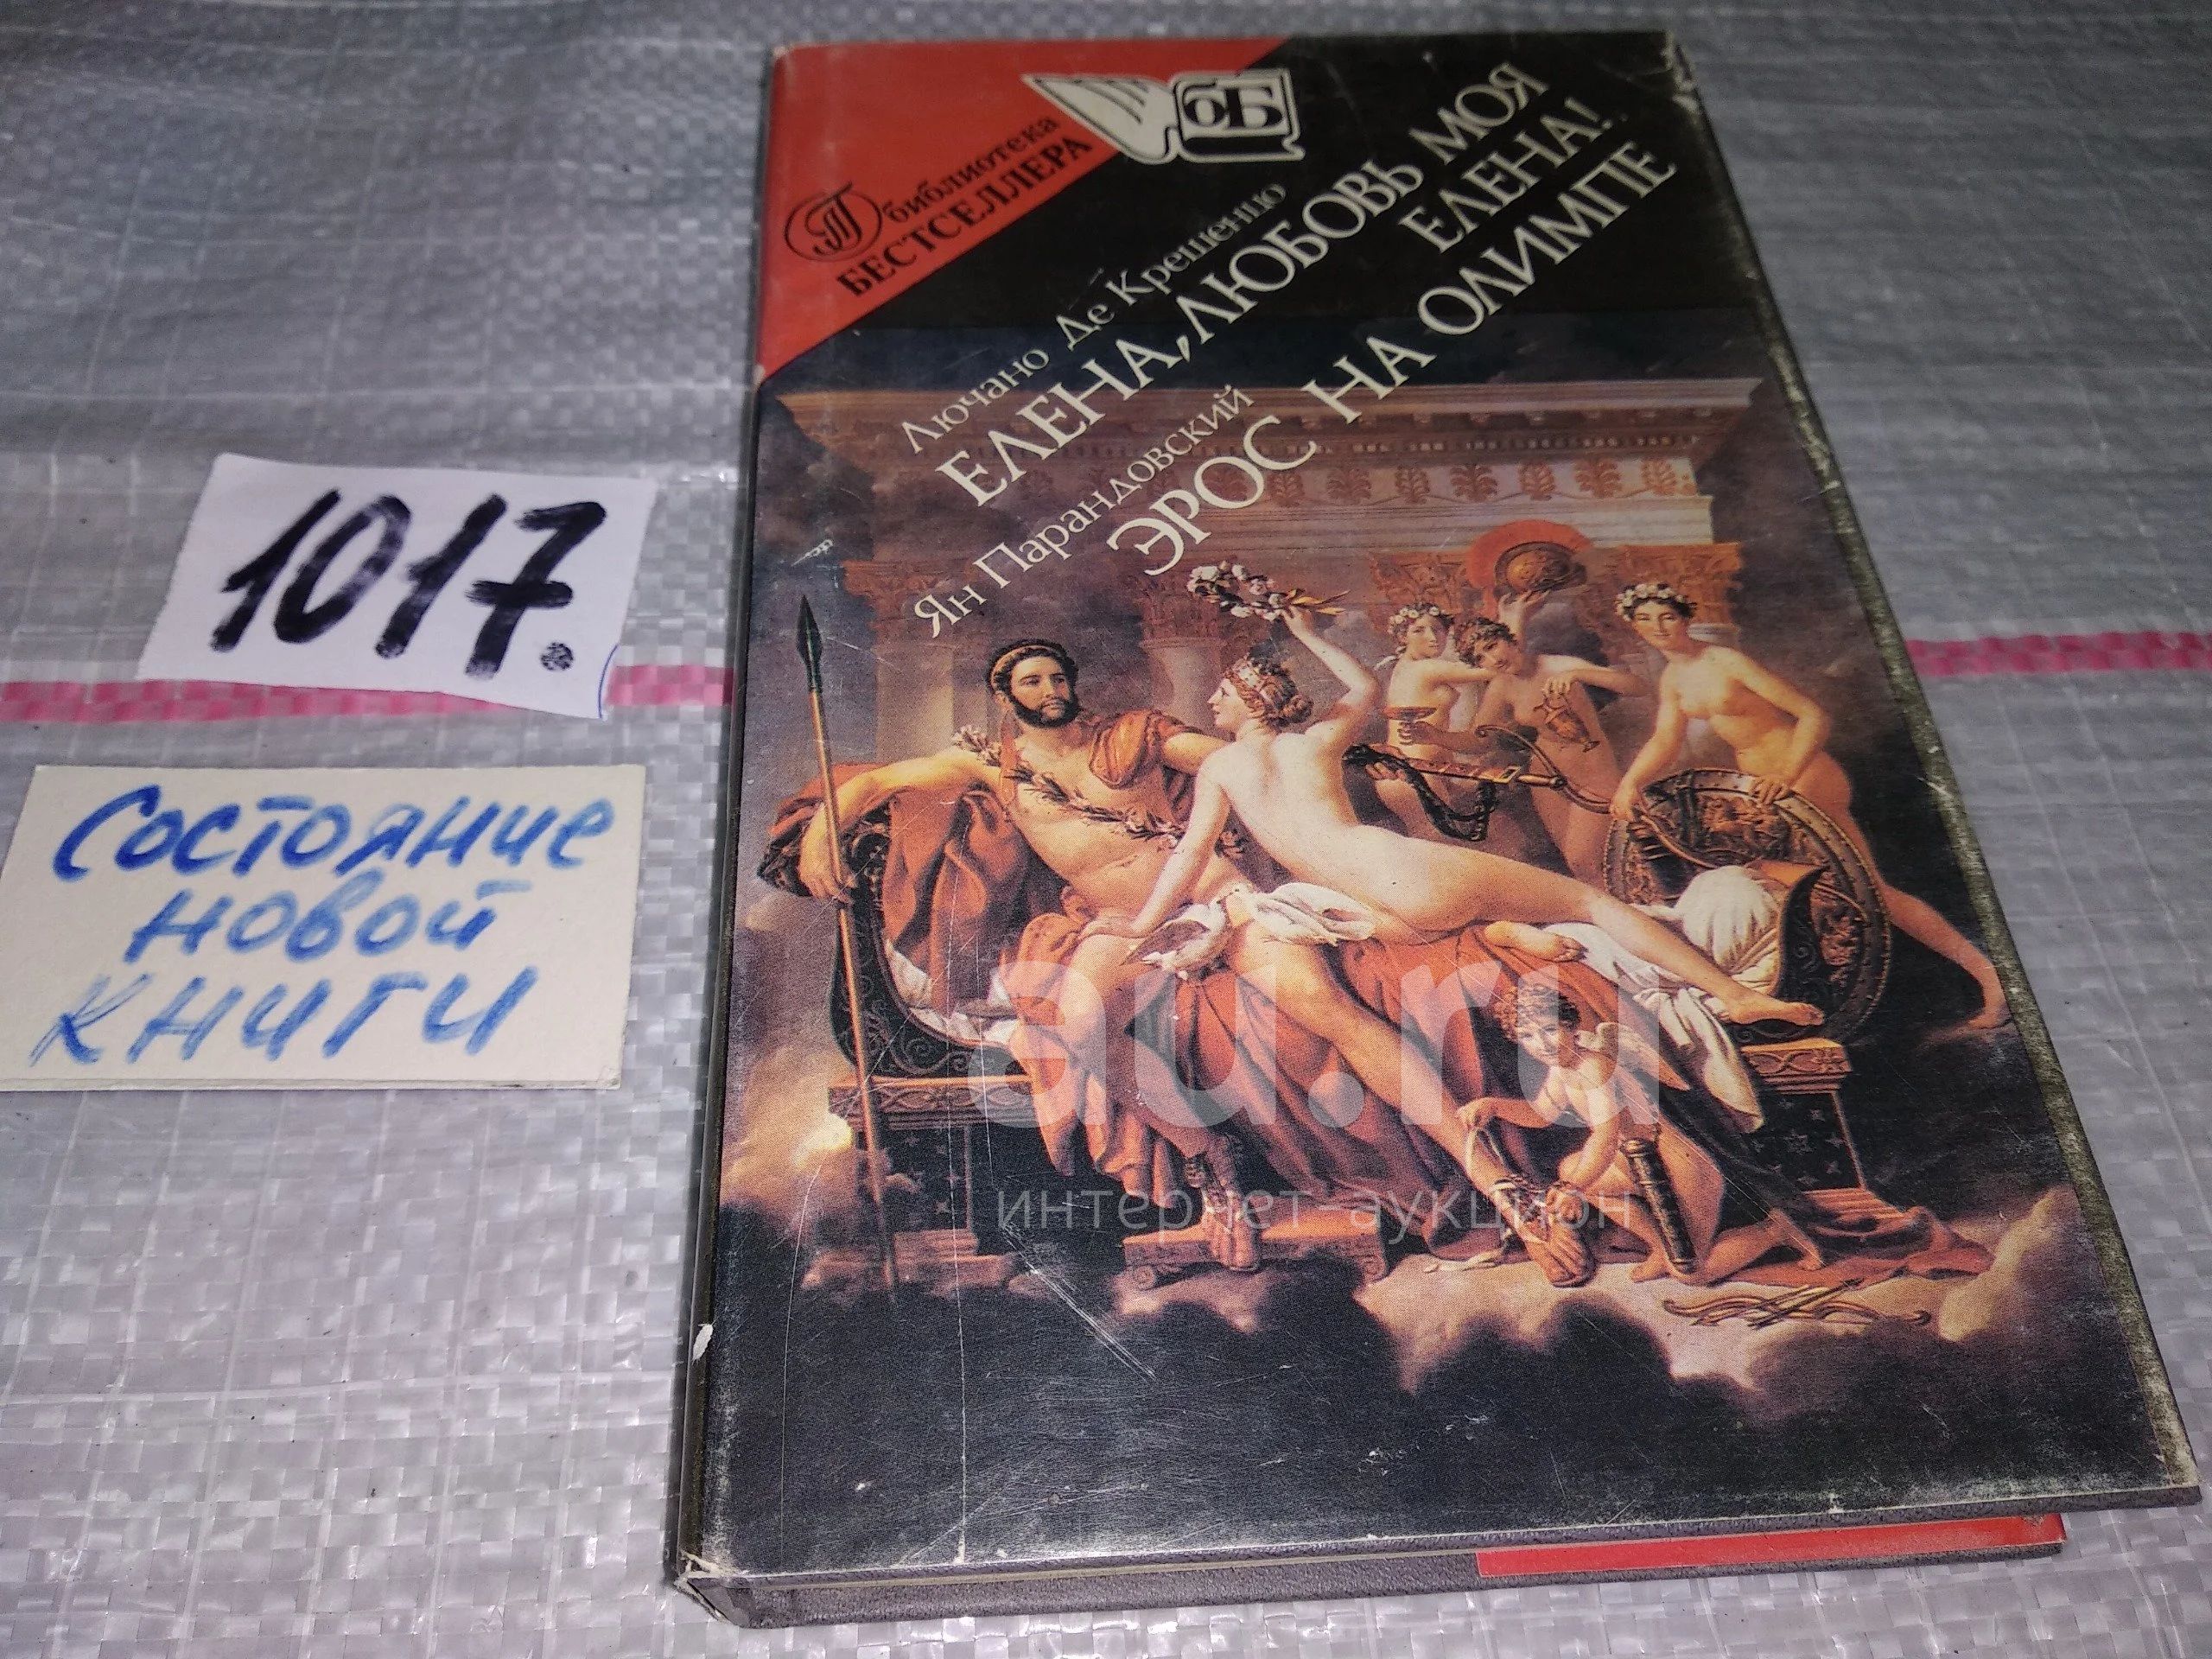 библиотека
БЕСТСЕЛЛЕРА
бБ
Лючано Де Крешенцо
ЕЛЕНА, ЛЮБОВЬ МОЯ
ЕЛЕНА!
Ян Парандовский
ЭРОС НА ОЛИМПЕ
1017.
Состояние
новой
книги
au.ru
интернет-аукцион